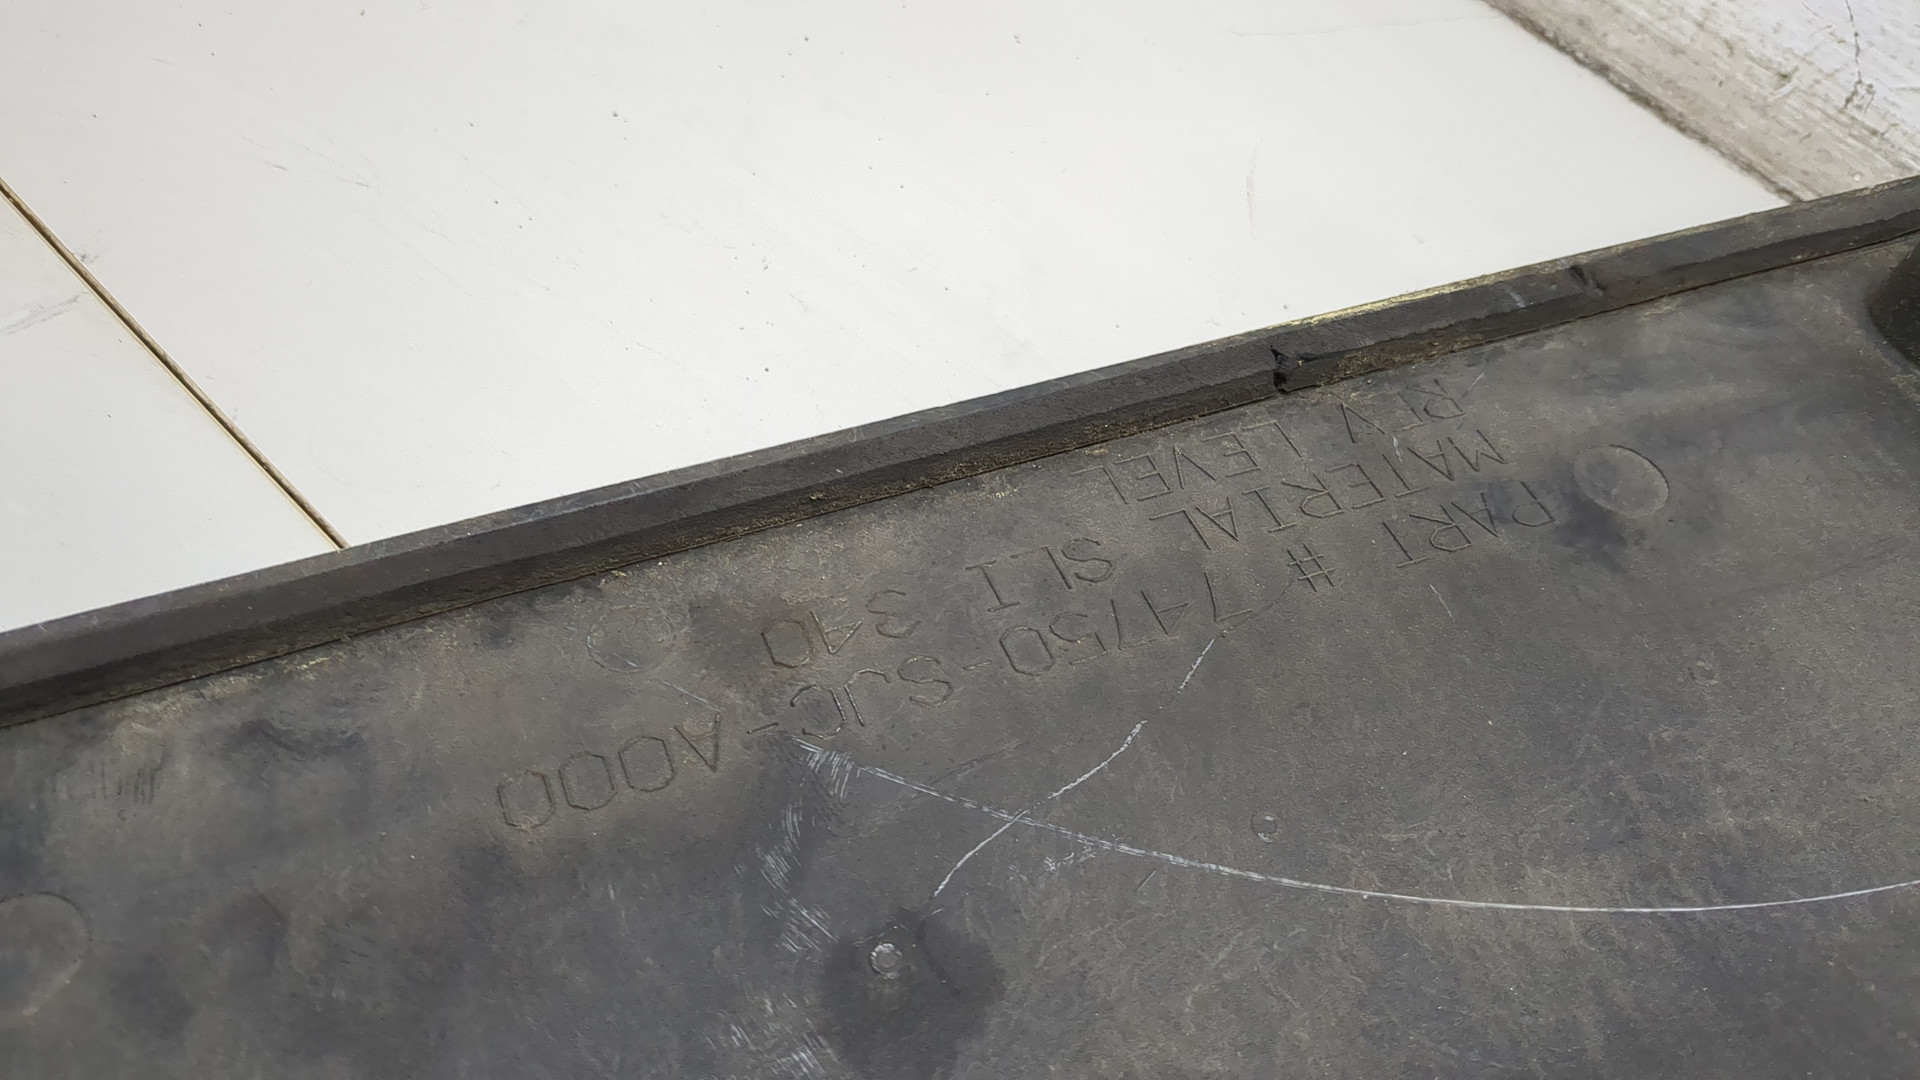 PART # 74750-SJC-A000
MATERIAL SLI 340
REV LEVEL